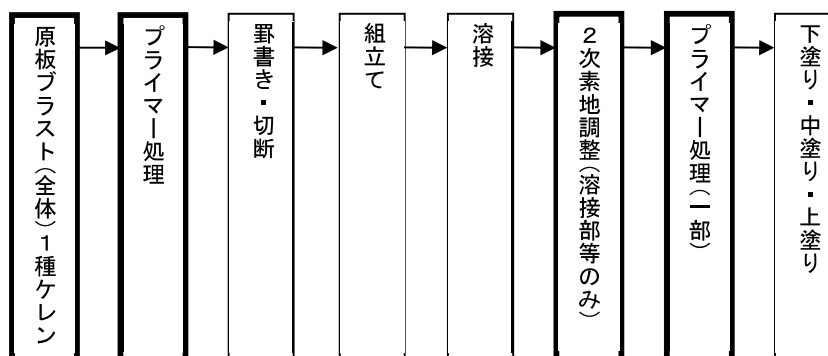 原板ブラスト(全体)1種ケレン
プライマー処理
罫書き・切断
組立て
溶接
2次素地調整(溶接部等のみ)
プライマー処理(一部)
下塗り・中塗り・上塗り